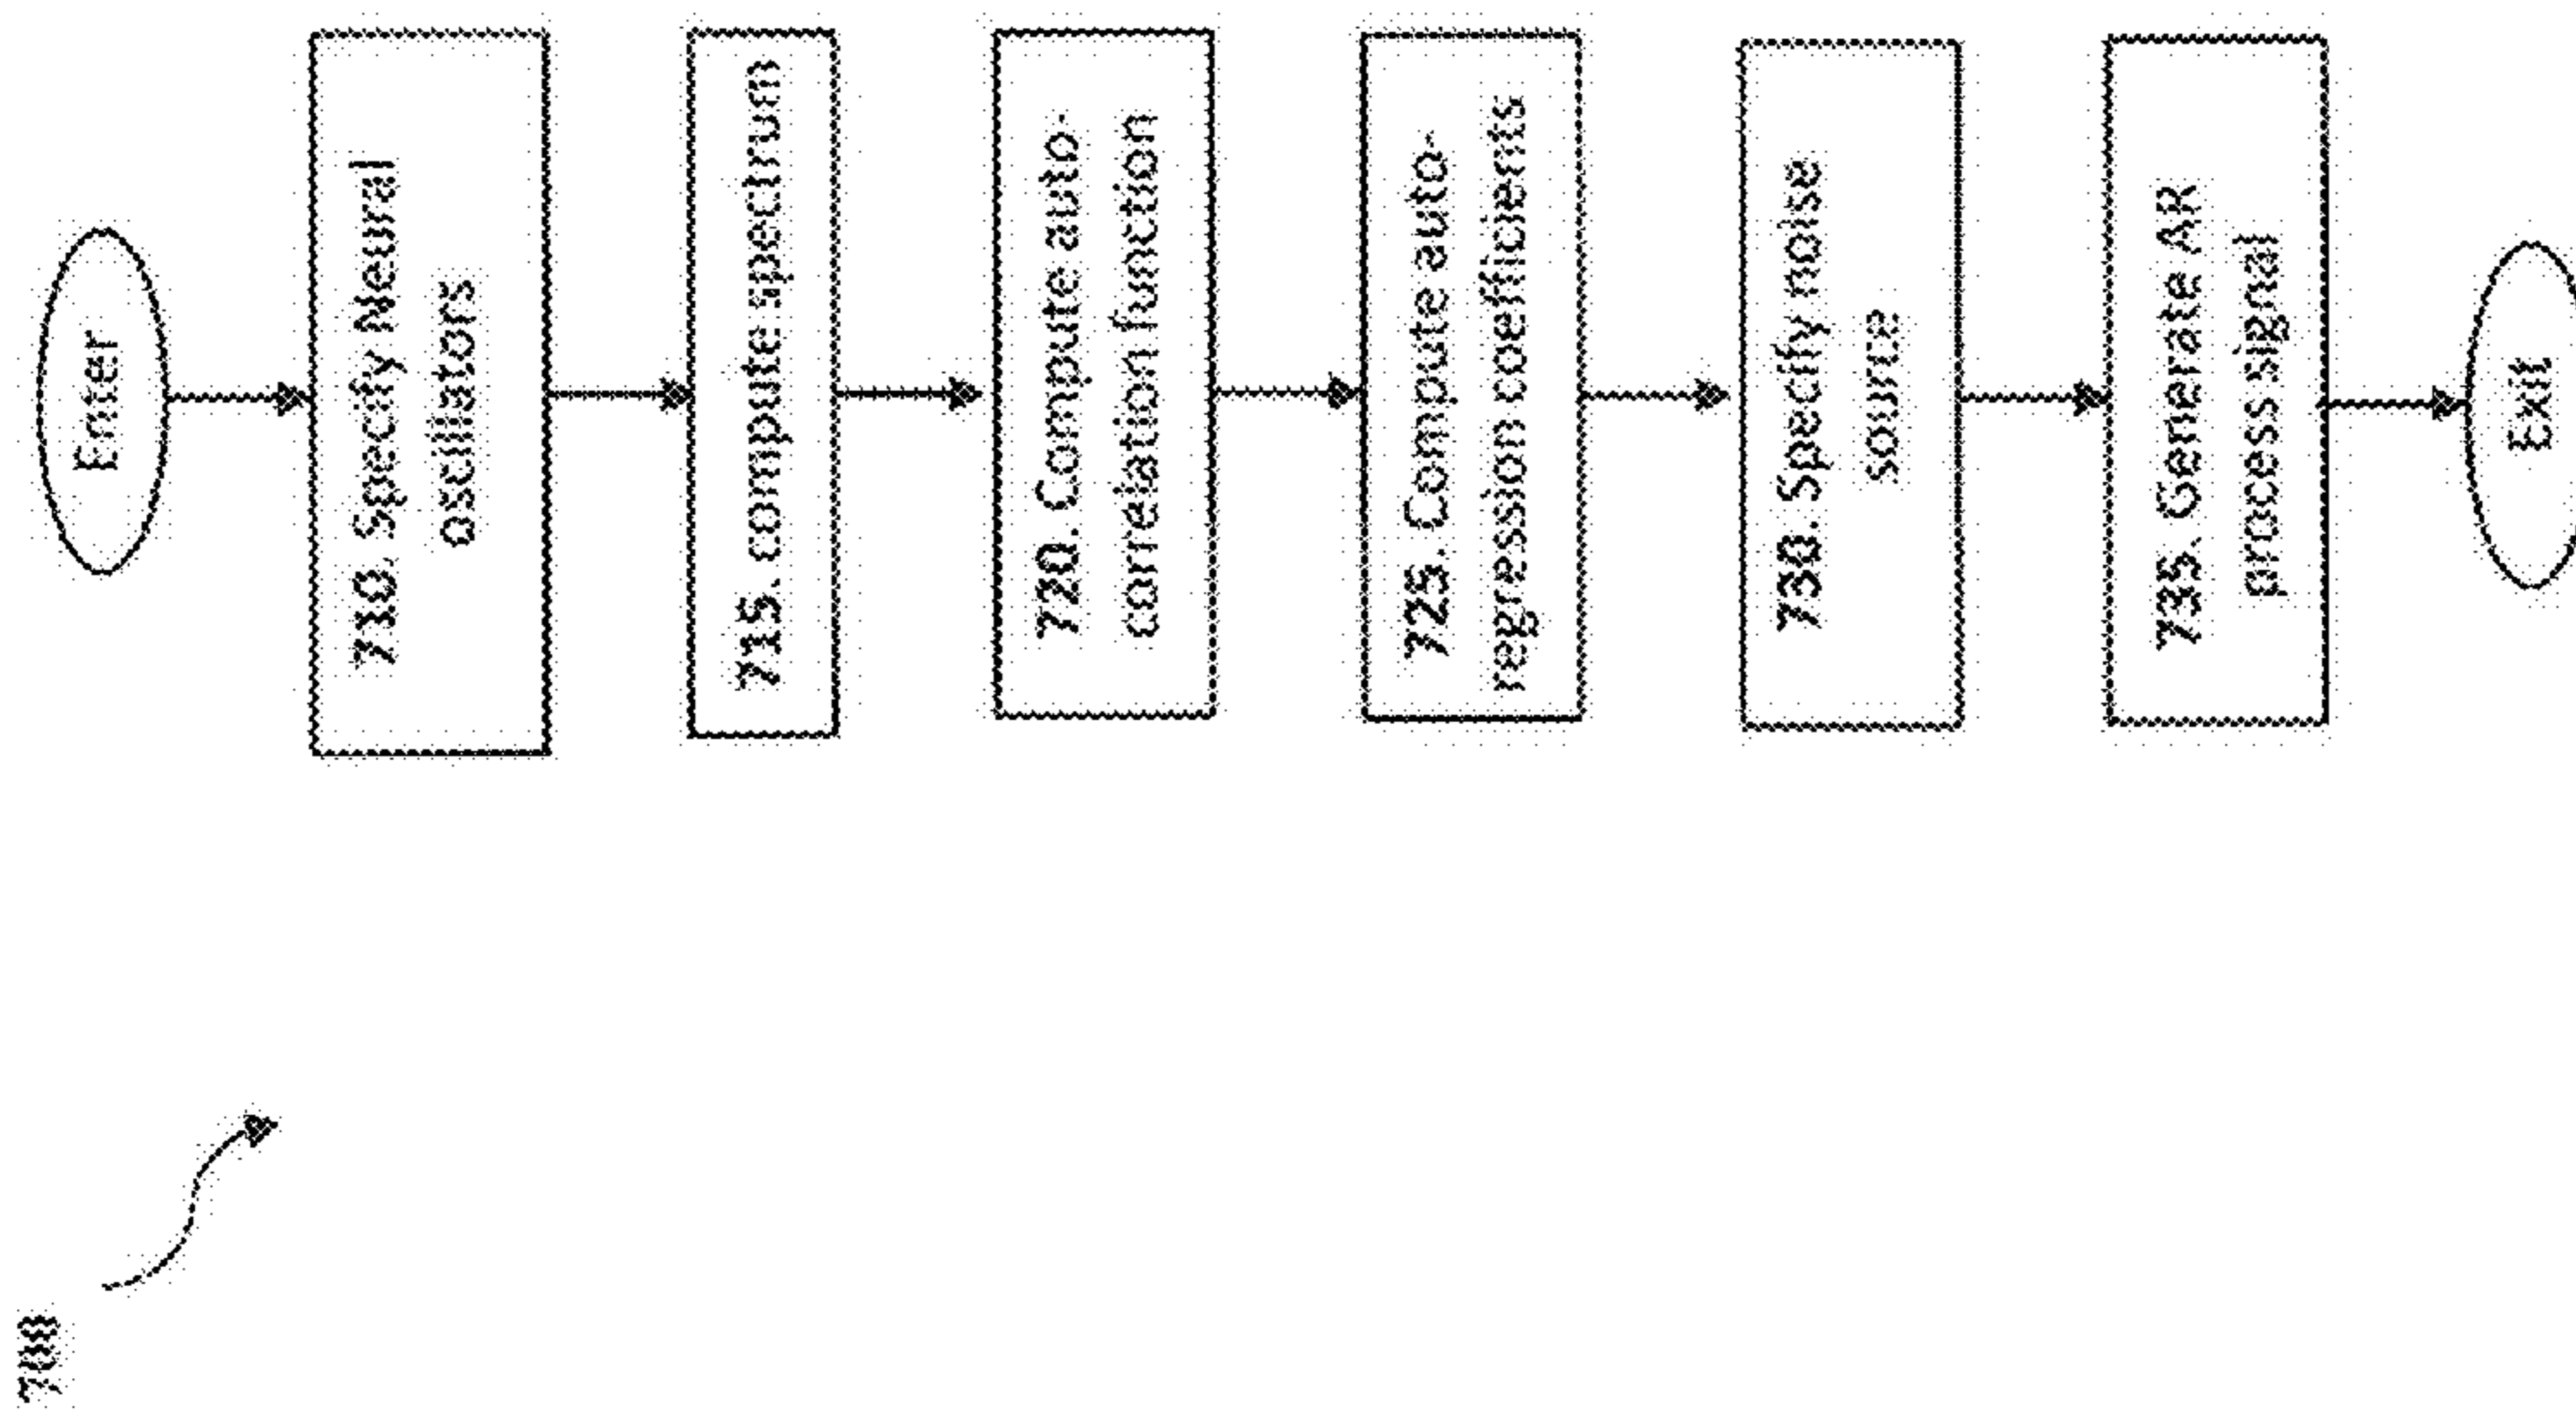 700
Enter
710. Specify Neural
oscillators
715. compute spectrum
720. Compute auto-
correlation function
725. Compute auto-
regression coefficients
730. Specify noise
source
735. Generate AR
process signal
Exit